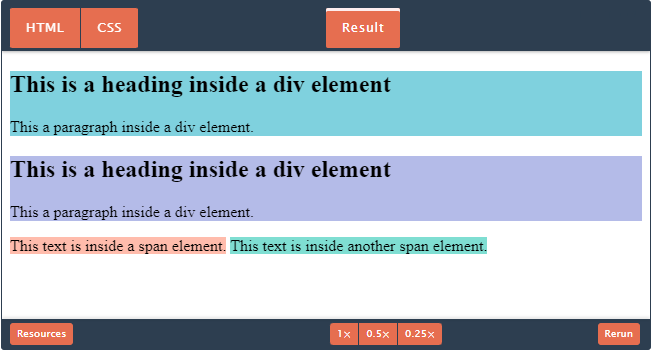 HTML CSS Result
This is a heading inside a div element
This a paragraph inside a div element.
This is a heading inside a div element
This a paragraph inside a div element.
This text is inside a span element. This text is inside another span element.
Resources 1× 0.5× 0.25× Rerun